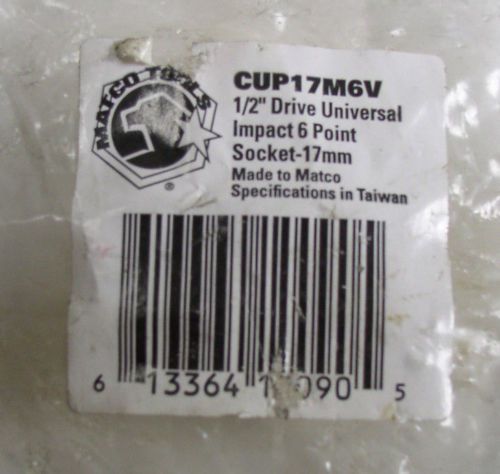 MATCO TOOLS
®
CUP17M6V
1/2" Drive Universal
Impact 6 Point
Socket-17mm
Made to Matco
Specifications in Taiwan
6 13364 090 5